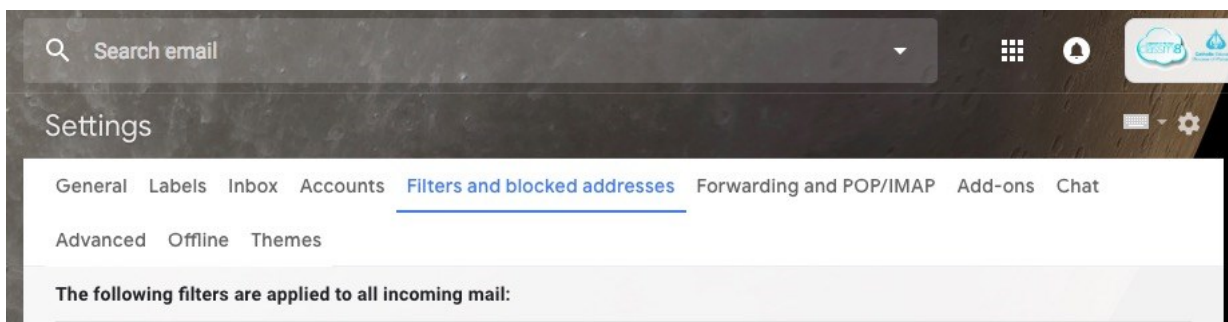 Search email
Settings
General Labels Inbox Accounts Filters and blocked addresses Forwarding and POP/IMAP Add-ons Chat
Advanced Offline Themes
The following filters are applied to all incoming mail: